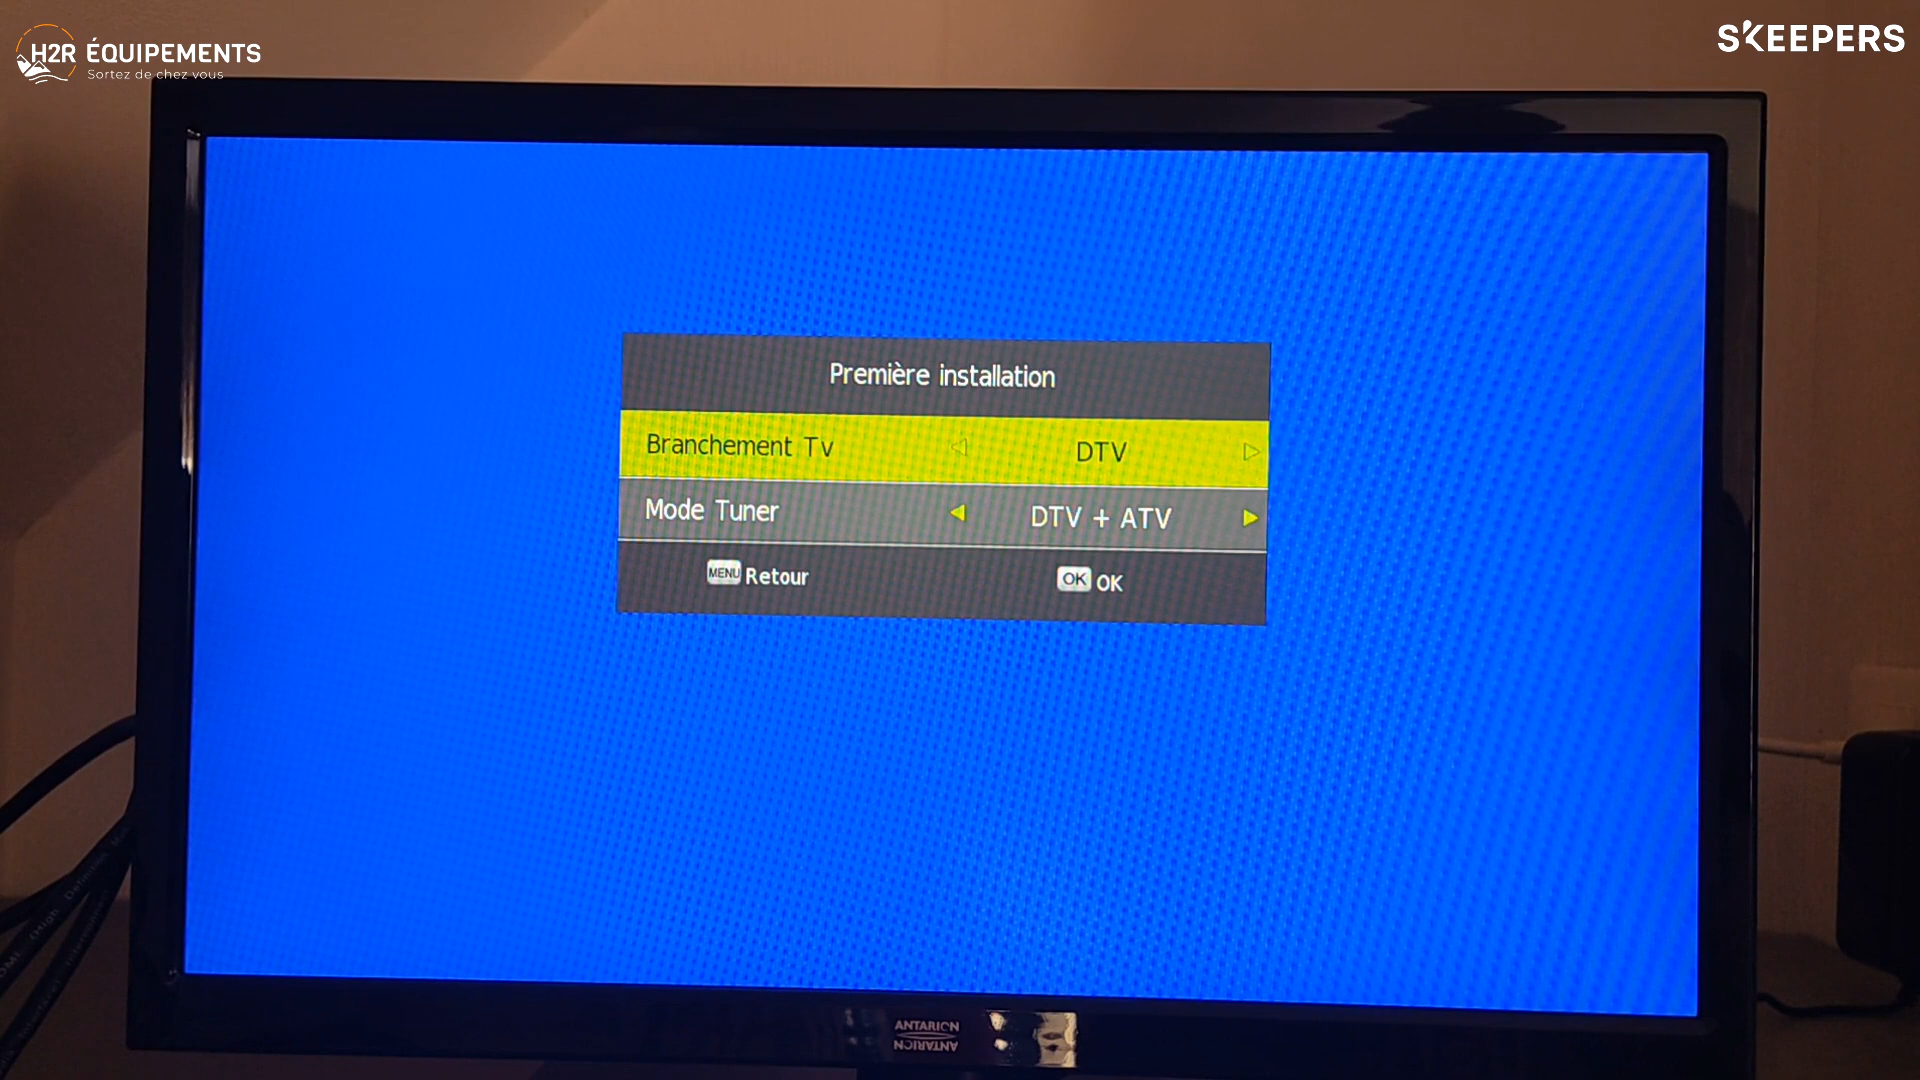 H2R ÉQUIPEMENTS
Sortez de chez vous
SKEEPERS
Première installation
Branchement Tv DTV
Mode Tuner DTV + ATV
MENU Retour OK OK
ANTARION